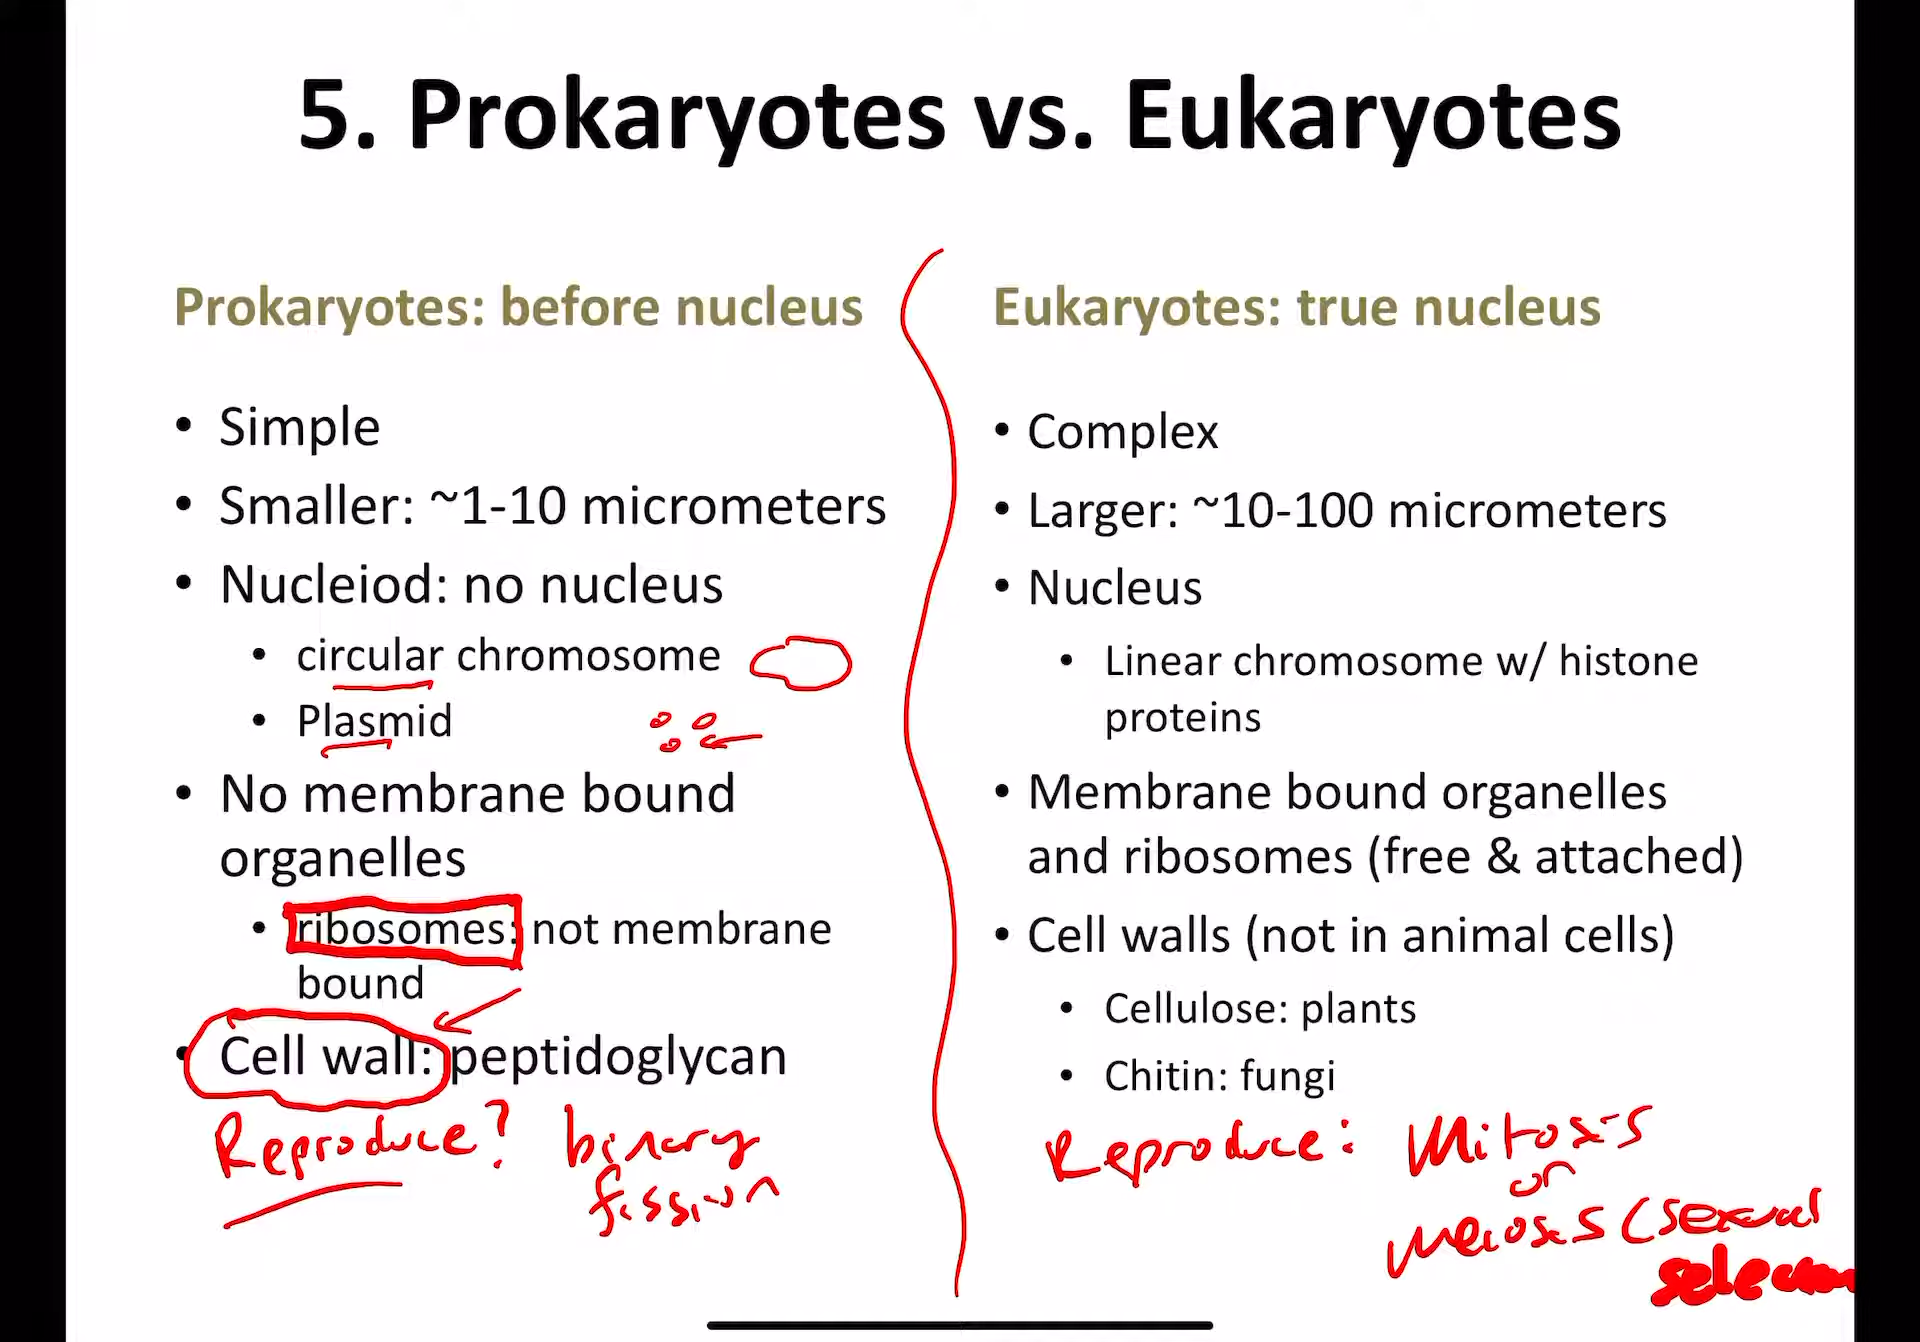 5. Prokaryotes vs. Eukaryotes
Prokaryotes: before nucleus
• Simple
• Smaller: ~1-10 micrometers
• Nucleiod: no nucleus
• circular chromosome
• Plasmid
• No membrane bound
organelles
• ribosomes: not membrane
bound
• Cell wall: peptidoglycan
Reproduce? binary
fission
Eukaryotes: true nucleus
• Complex
• Larger: ~10-100 micrometers
• Nucleus
• Linear chromosome w/ histone
proteins
• Membrane bound organelles
and ribosomes (free & attached)
• Cell walls (not in animal cells)
• Cellulose: plants
• Chitin: fungi
Reproduce: Mitosis
or
Meiosis (sexual